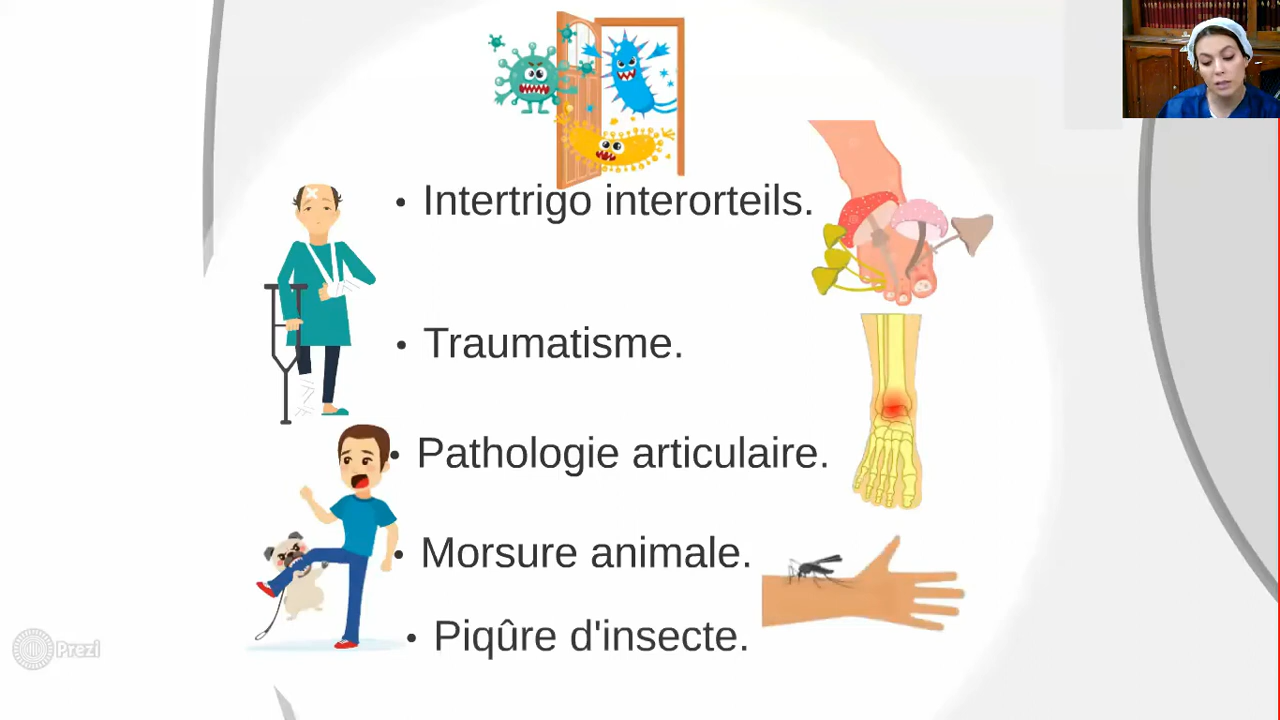 • Intertrigo interorteils.
• Traumatisme.
• Pathologie articulaire.
• Morsure animale.
• Piqûre d'insecte.
Prezi